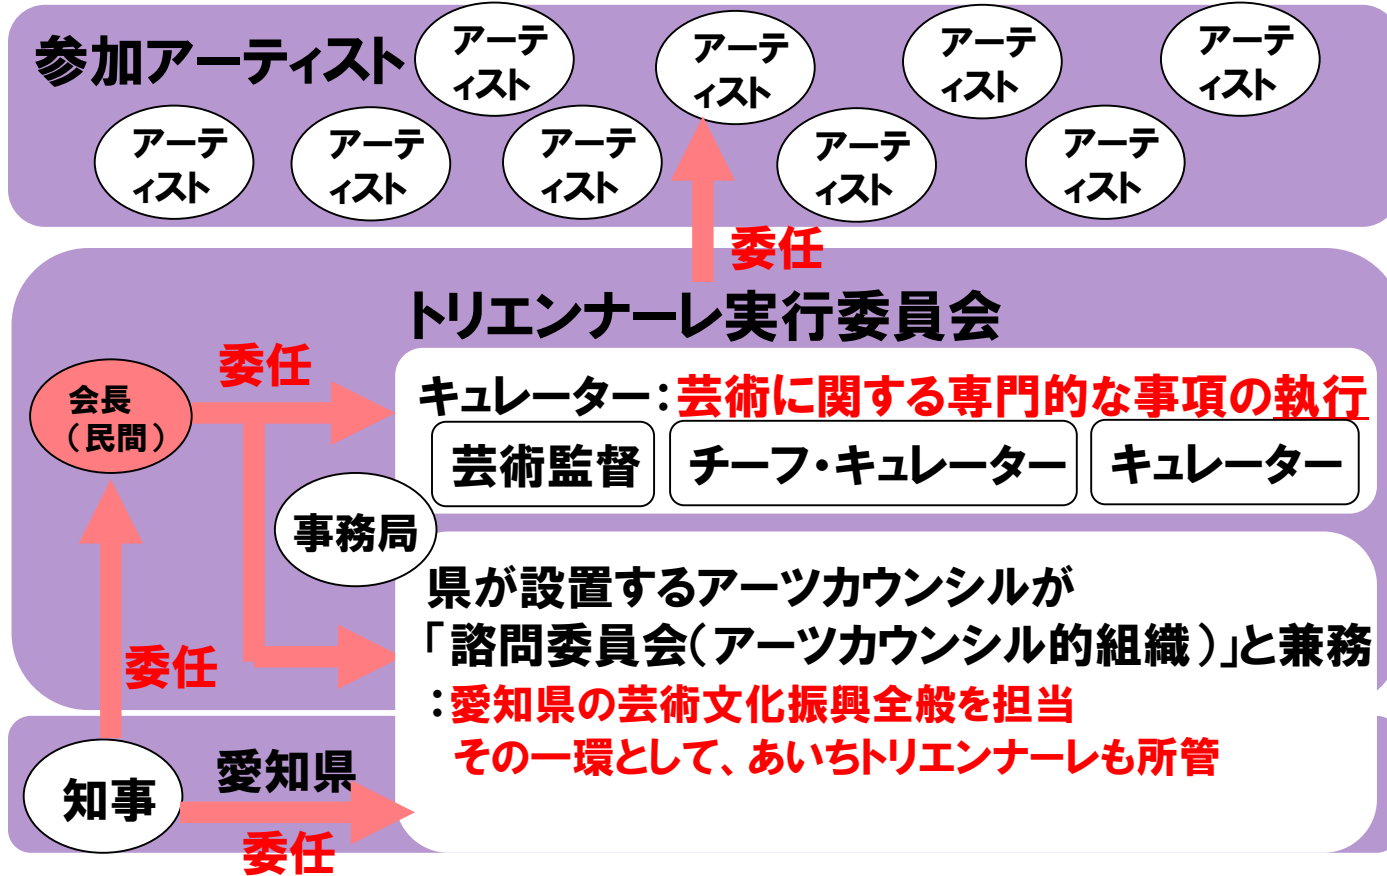 参加アーティスト
アーテ
ィスト
アーテ
ィスト
アーテ
ィスト
アーテ
ィスト
アーテ
ィスト
アーテ
ィスト
アーテ
ィスト
アーテ
ィスト
アーテ
ィスト
委任
トリエンナーレ実行委員会
会長
（民間）
委任
キュレーター：芸術に関する専門的な事項の執行
芸術監督
チーフ・キュレーター
キュレーター
事務局
県が設置するアーツカウンシルが
「諮問委員会（アーツカウンシル的組織）」と兼務
：愛知県の芸術文化振興全般を担当
その一環として、あいちトリエンナーレも所管
委任
知事
愛知県
委任